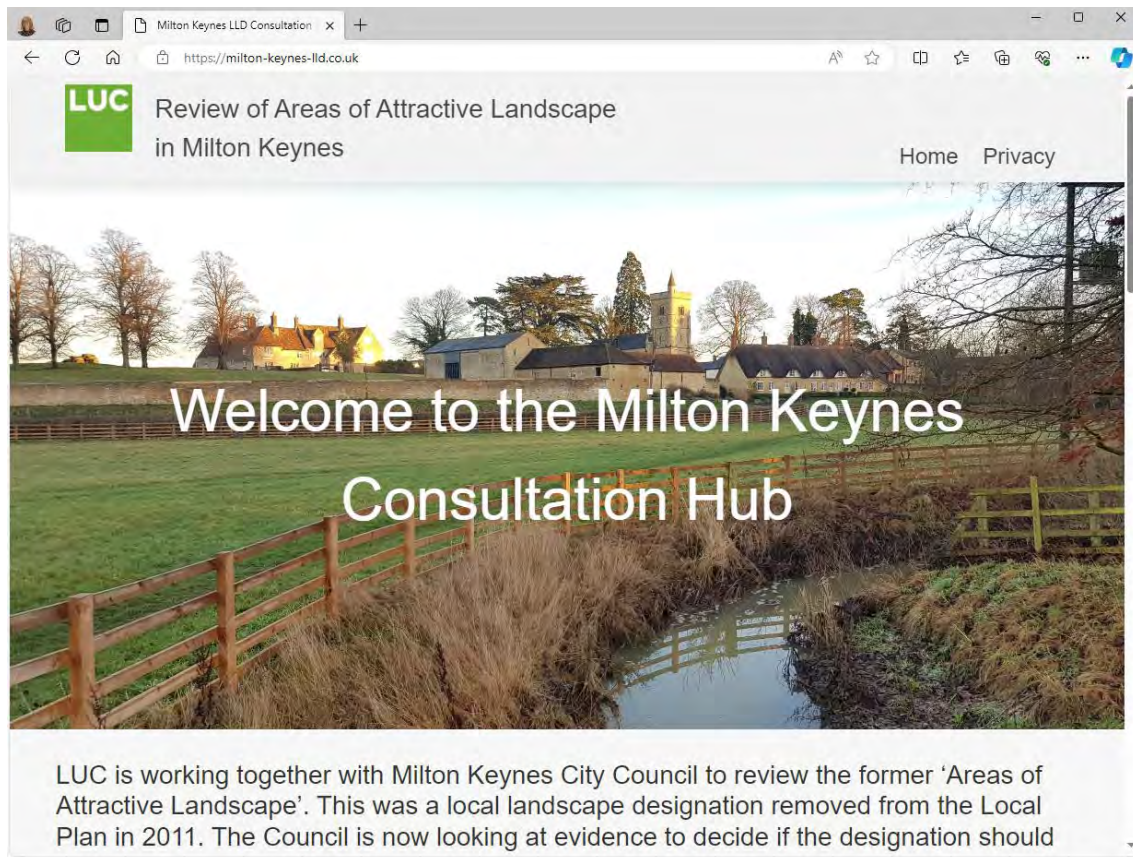 Milton Keynes LLD Consultation
https://milton-keynes-lld.co.uk
LUC
Review of Areas of Attractive Landscape
in Milton Keynes
Home Privacy
Welcome to the Milton Keynes
Consultation Hub
LUC is working together with Milton Keynes City Council to review the former ‘Areas of
Attractive Landscape’. This was a local landscape designation removed from the Local
Plan in 2011. The Council is now looking at evidence to decide if the designation should